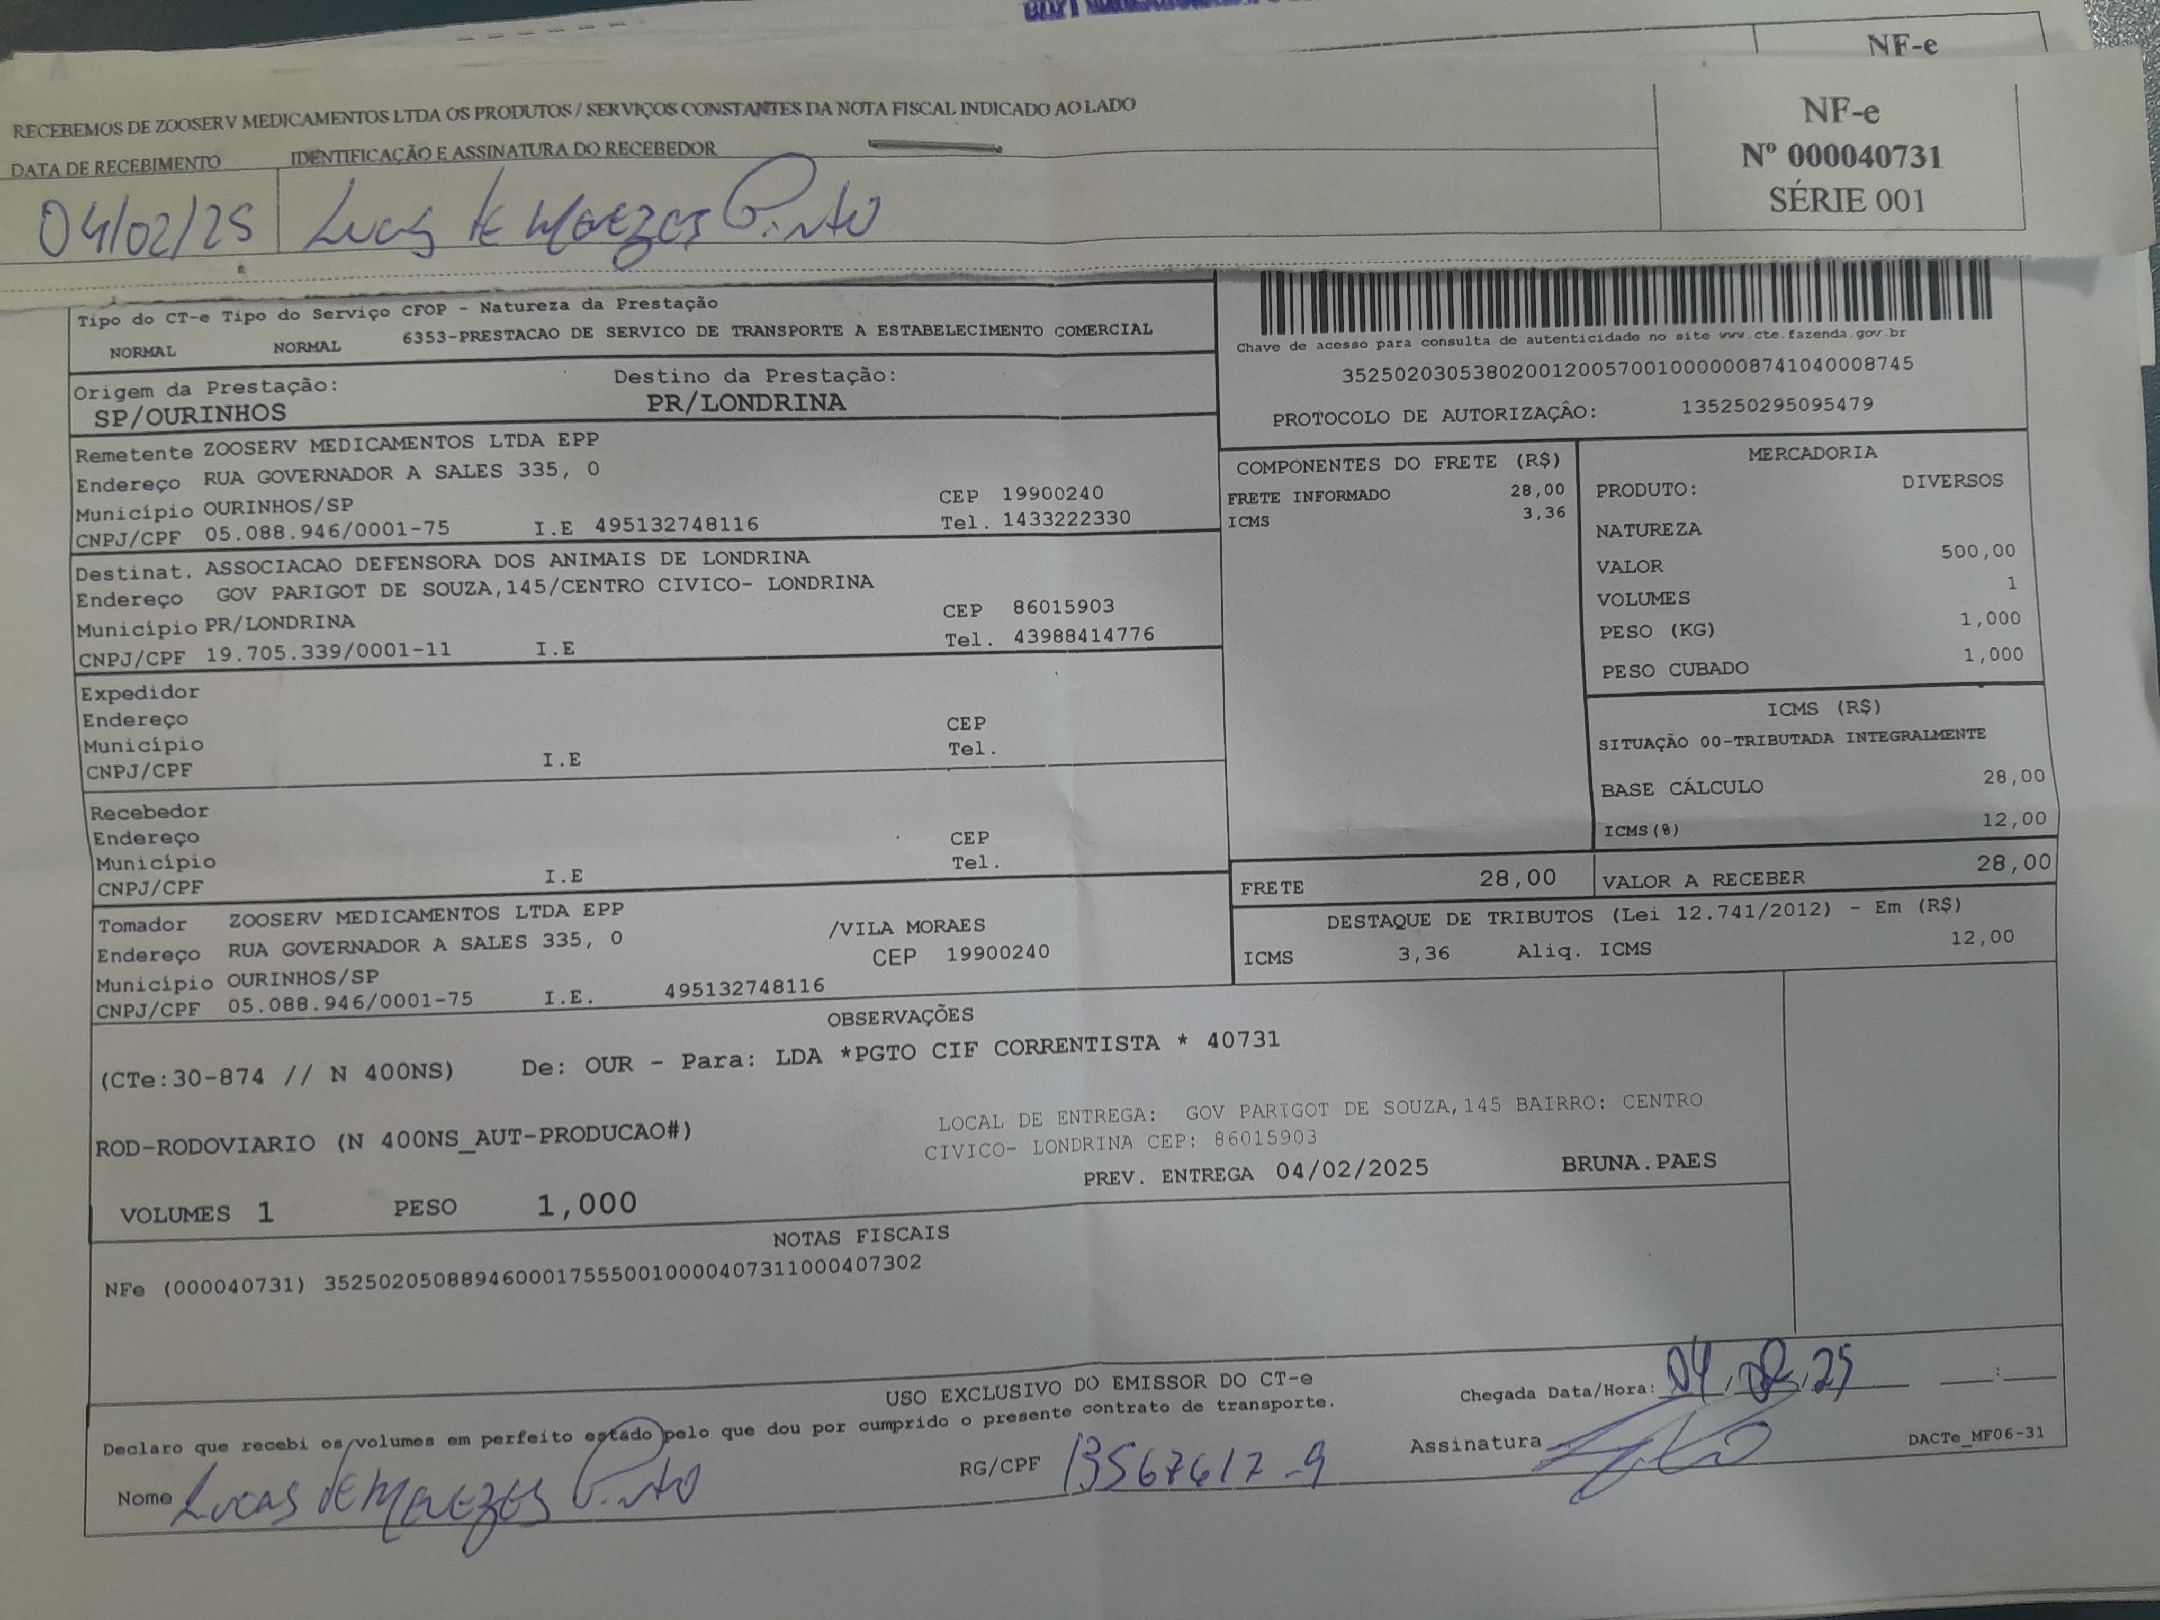 NF-e
RECEBEMOS DE ZOOSERV MEDICAMENTOS LTDA OS PRODUTOS / SERVIÇOS CONSTANTES DA NOTA FISCAL INDICADO AO LADO
DATA DE RECEBIMENTO IDENTIFICAÇÃO E ASSINATURA DO RECEBEDOR
04/02/25 Lucas de Menezes Pinto
NF-e
Nº 000040731
SÉRIE 001
Tipo do CT-e Tipo do Serviço CFOP - Natureza da Prestação
NORMAL NORMAL 6353-PRESTACAO DE SERVICO DE TRANSPORTE A ESTABELECIMENTO COMERCIAL
Chave de acesso para consulta de autenticidade no site www.cte.fazenda.gov.br
35250203053802001200570010000008741040008745
PROTOCOLO DE AUTORIZAÇÃO: 135250295095479
Origem da Prestação: Destino da Prestação:
SP/OURINHOS PR/LONDRINA
Remetente ZOOSERV MEDICAMENTOS LTDA EPP
Endereço RUA GOVERNADOR A SALES 335, 0
Município OURINHOS/SP CEP 19900240
CNPJ/CPF 05.088.946/0001-75 I.E 495132748116 Tel. 1433222330
Destinat. ASSOCIACAO DEFENSORA DOS ANIMAIS DE LONDRINA
Endereço GOV PARIGOT DE SOUZA,145/CENTRO CIVICO- LONDRINA
Município PR/LONDRINA CEP 86015903
CNPJ/CPF 19.705.339/0001-11 I.E Tel. 43988414776
Expedidor
Endereço
Município CEP
CNPJ/CPF I.E Tel.
Recebedor
Endereço
Município CEP
CNPJ/CPF I.E Tel.
Tomador ZOOSERV MEDICAMENTOS LTDA EPP
Endereço RUA GOVERNADOR A SALES 335, 0 /VILA MORAES
Município OURINHOS/SP CEP 19900240
CNPJ/CPF 05.088.946/0001-75 I.E. 495132748116
COMPONENTES DO FRETE (R$)
FRETE INFORMADO 28,00
ICMS 3,36
MERCADORIA
PRODUTO: DIVERSOS
NATUREZA
VALOR 500,00
VOLUMES 1
PESO (KG) 1,000
PESO CUBADO 1,000
ICMS (R$)
SITUAÇÃO 00-TRIBUTADA INTEGRALMENTE
BASE CÁLCULO 28,00
ICMS(%) 12,00
FRETE 28,00 VALOR A RECEBER 28,00
DESTAQUE DE TRIBUTOS (Lei 12.741/2012) - Em (R$)
ICMS 3,36 Aliq. ICMS 12,00
OBSERVAÇÕES
(CTe:30-874 // N 400NS) De: OUR - Para: LDA *PGTO CIF CORRENTISTA * 40731
ROD-RODOVIARIO (N 400NS_AUT-PRODUCAO#)
LOCAL DE ENTREGA: GOV PARIGOT DE SOUZA,145 BAIRRO: CENTRO
CIVICO- LONDRINA CEP: 86015903
PREV. ENTREGA 04/02/2025 BRUNA.PAES
VOLUMES 1 PESO 1,000
NOTAS FISCAIS
NFe (000040731) 35250205088946000175550010000407311000407302
USO EXCLUSIVO DO EMISSOR DO CT-e
Declaro que recebi os volumes em perfeito estado pelo que dou por cumprido o presente contrato de transporte.
Chegada Data/Hora: 04,02,25 :
Nome Lucas de Menezes Pinto RG/CPF 13567617-9 Assinatura DACTe_MF06-31